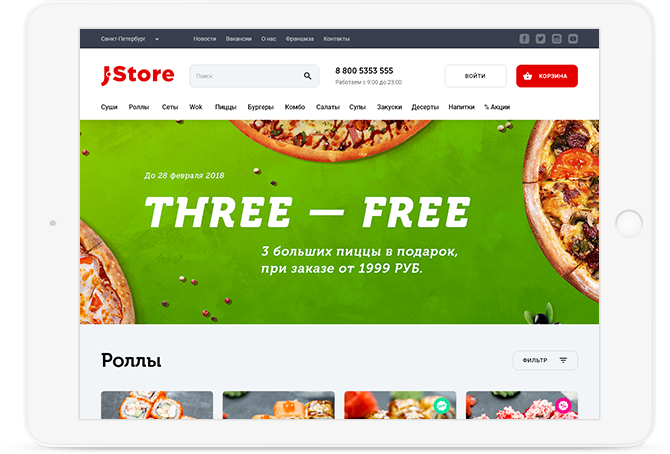 Санкт-Петербург
Новости Вакансии О нас Франшиза Контакты
JStore
Поиск
8 800 5353 555
Работаем с 9:00 до 23:00
ВОЙТИ
КОРЗИНА
Суши Роллы Сеты Wok Пиццы Бургеры Комбо Салаты Супы Закуски Десерты Напитки % Акции
До 28 февраля 2018
THREE — FREE
3 больших пиццы в подарок,
при заказе от 1999 РУБ.
Роллы
ФИЛЬТР